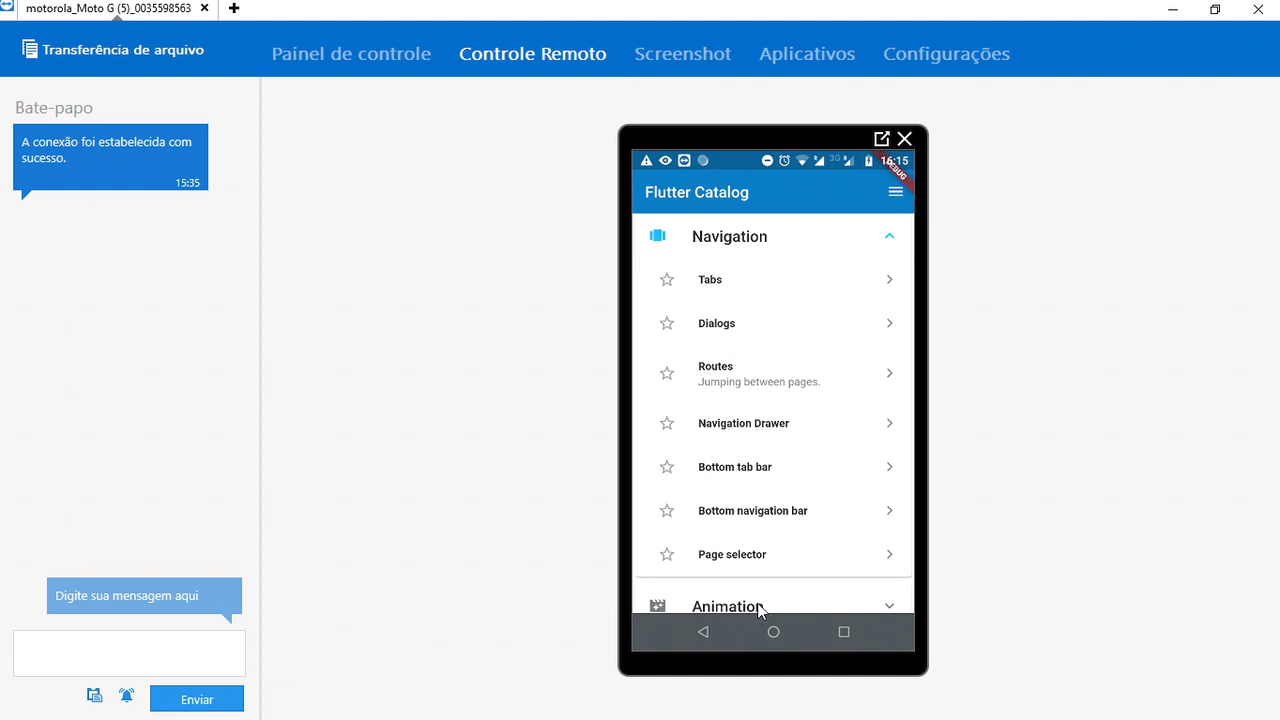 motorola_Moto G (5)_0035598563
Transferência de arquivo
Painel de controle
Controle Remoto
Screenshot
Aplicativos
Configurações
Bate-papo
A conexão foi estabelecida com
sucesso.
15:35
3G
16:15
DEBUG
Flutter Catalog
Navigation
Tabs
Dialogs
Routes
Jumping between pages.
Navigation Drawer
Bottom tab bar
Bottom navigation bar
Page selector
Animation
Digite sua mensagem aqui
Enviar